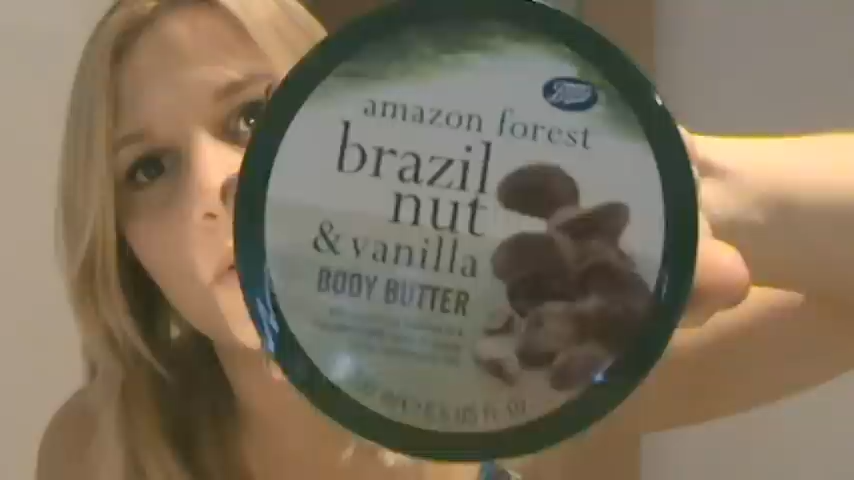 Boots
amazon forest
brazil
nut
& vanilla
BODY BUTTER